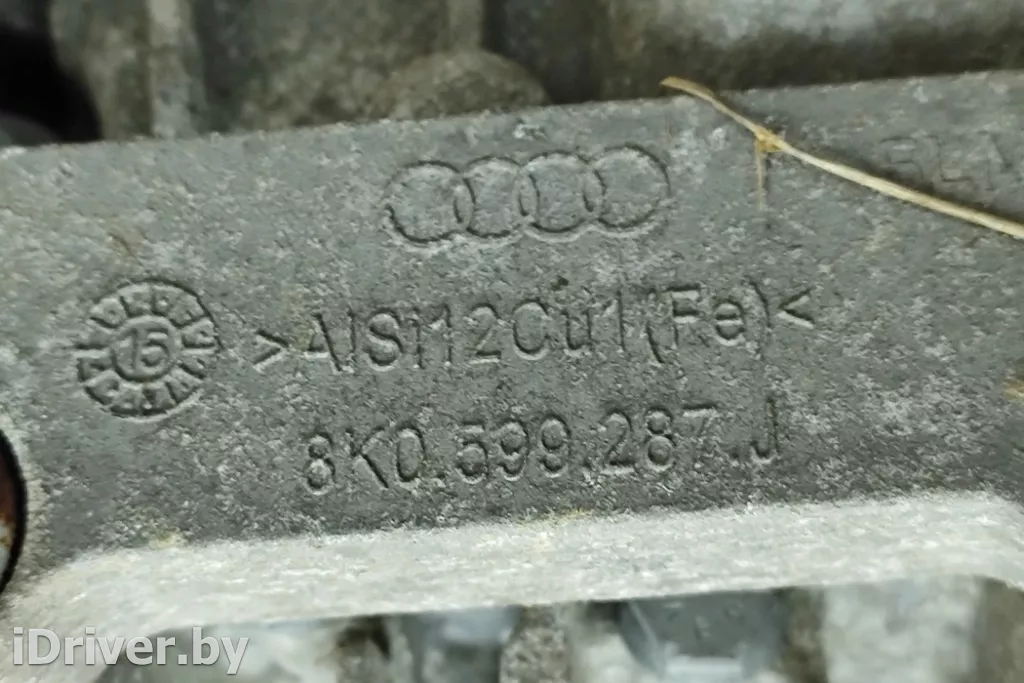 15
>AlSi12Cu1(Fe)<
8K0.599.287.J
iDriver.by